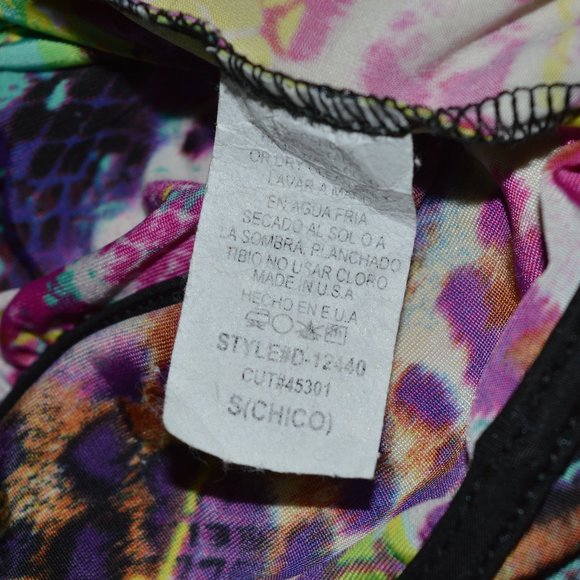 OR DRY
LAVAR A
EN AGUA FRIA
SECADO AL SOL O A
LA SOMBRA. PLANCHADO
TIBIO NO USAR CLORO
MADE IN U.S.A
HECHO EN E.U.A
STYLE#D-12440
CUT#45301
S(CHICO)